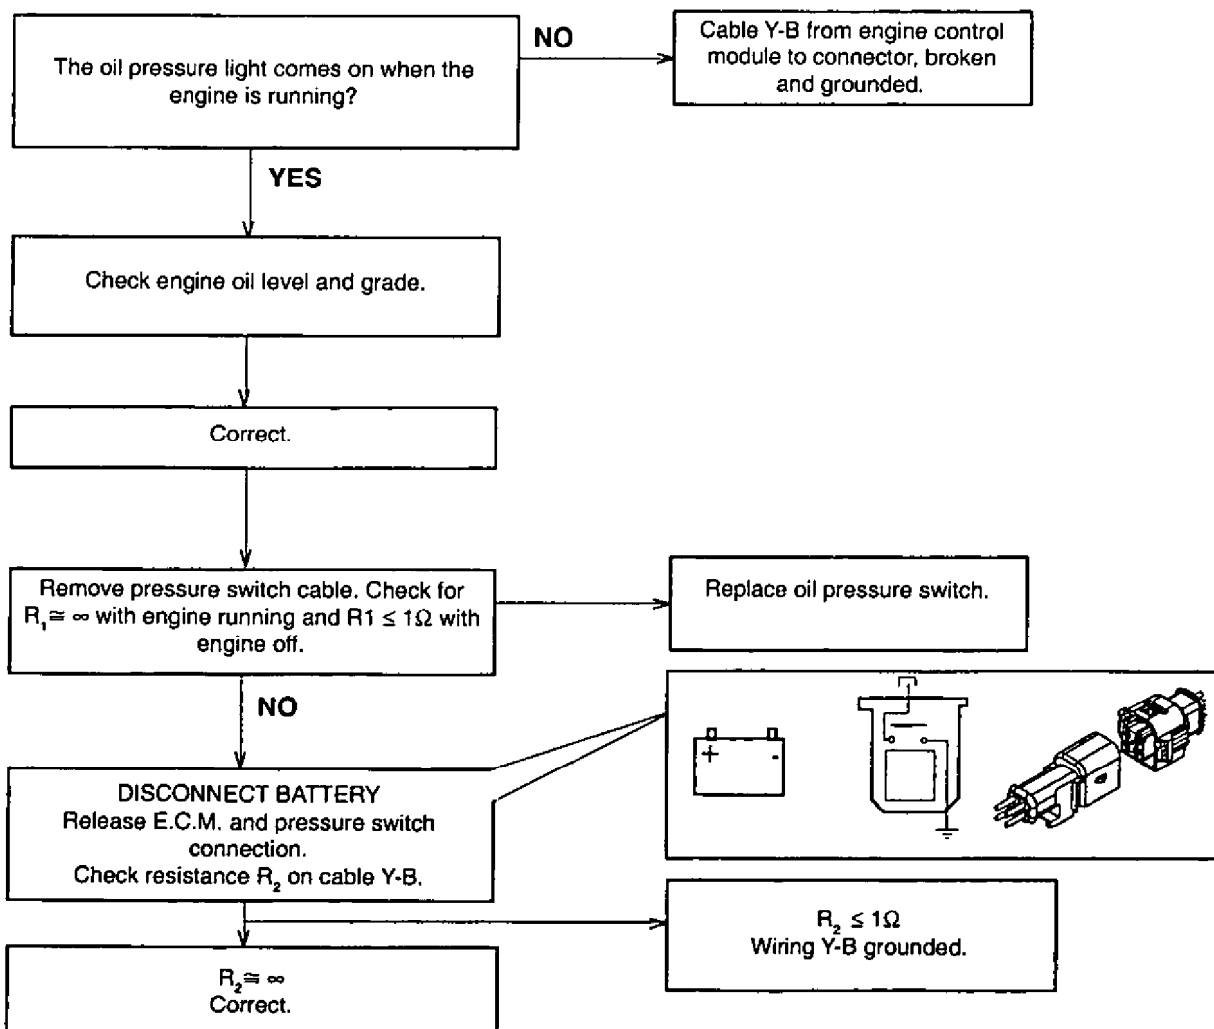 The oil pressure light comes on when the
engine is running?
NO
Cable Y-B from engine control
module to connector, broken
and grounded.
YES
Check engine oil level and grade.
Correct.
Remove pressure switch cable. Check for
R₁≅ ∞ with engine running and R1 ≤ 1Ω with
engine off.
Replace oil pressure switch.
NO
+ -
DISCONNECT BATTERY
Release E.C.M. and pressure switch
connection.
Check resistance R₂ on cable Y-B.
R₂ ≤ 1Ω
Wiring Y-B grounded.
R₂≅ ∞
Correct.